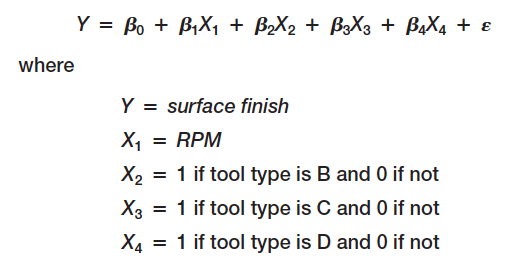 Y = β₀ + β₁X₁ + β₂X₂ + β₃X₃ + β₄X₄ + ε
where
Y = surface finish
X₁ = RPM
X₂ = 1 if tool type is B and 0 if not
X₃ = 1 if tool type is C and 0 if not
X₄ = 1 if tool type is D and 0 if not